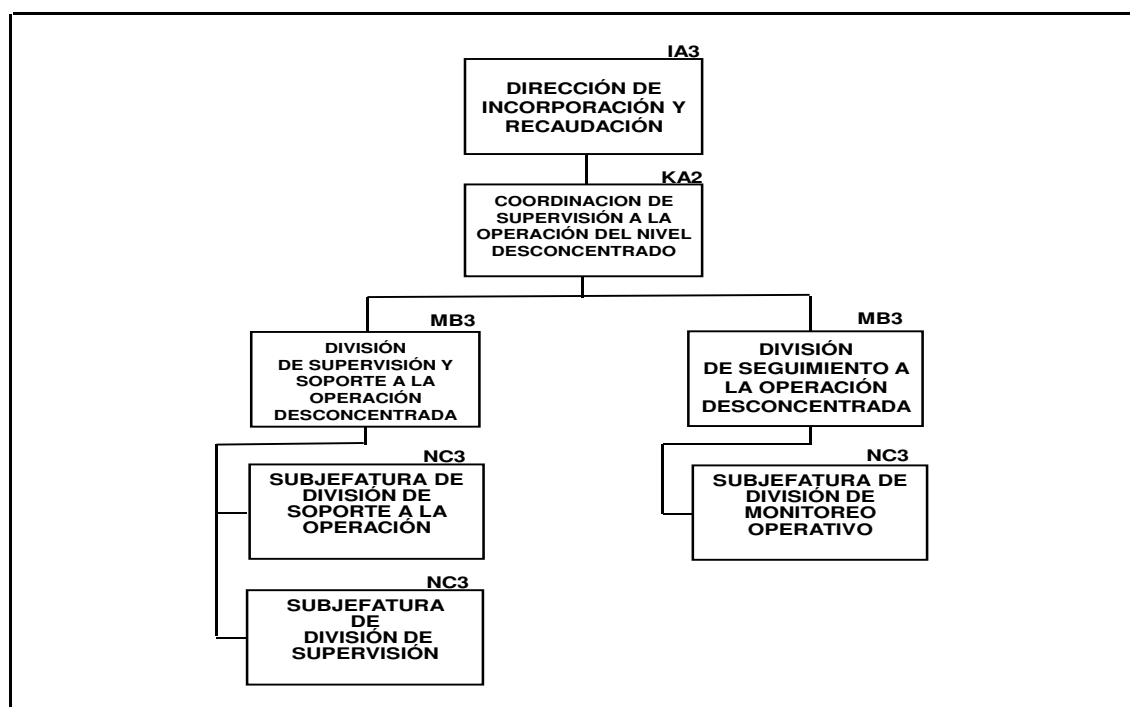 IA3
DIRECCIÓN DE
INCORPORACIÓN Y
RECAUDACIÓN
KA2
COORDINACION DE
SUPERVISIÓN A LA
OPERACIÓN DEL NIVEL
DESCONCENTRADO
MB3
DIVISIÓN
DE SUPERVISIÓN Y
SOPORTE A LA
OPERACIÓN
DESCONCENTRADA
MB3
DIVISIÓN
DE SEGUIMIENTO A
LA OPERACIÓN
DESCONCENTRADA
NC3
SUBJEFATURA DE
DIVISIÓN DE
SOPORTE A LA
OPERACIÓN
NC3
SUBJEFATURA DE
DIVISIÓN DE
MONITOREO
OPERATIVO
NC3
SUBJEFATURA
DE
DIVISIÓN DE
SUPERVISIÓN